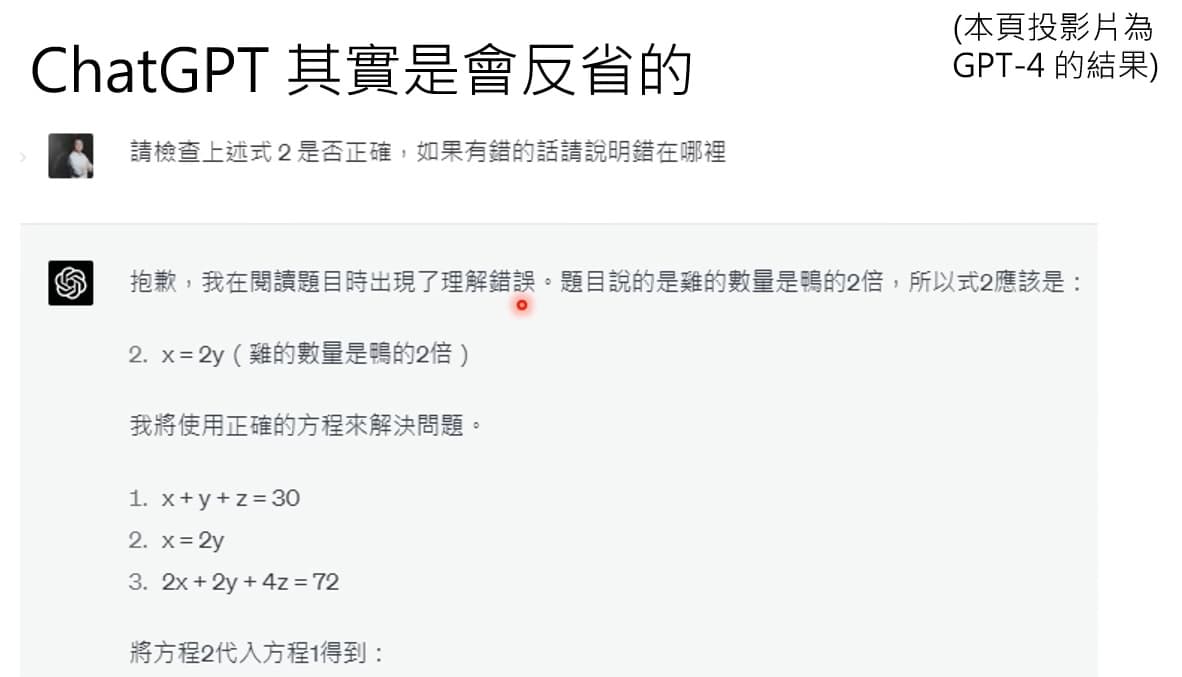 ChatGPT 其實是會反省的
(本頁投影片為
GPT-4 的結果)
請檢查上述式 2 是否正確，如果有錯的話請說明錯在哪裡
抱歉，我在閱讀題目時出現了理解錯誤。題目說的是雞的數量是鴨的2倍，所以式2應該是：
2. x = 2y（雞的數量是鴨的2倍）
我將使用正確的方程來解決問題。
1. x + y + z = 30
2. x = 2y
3. 2x + 2y + 4z = 72
將方程2代入方程1得到：